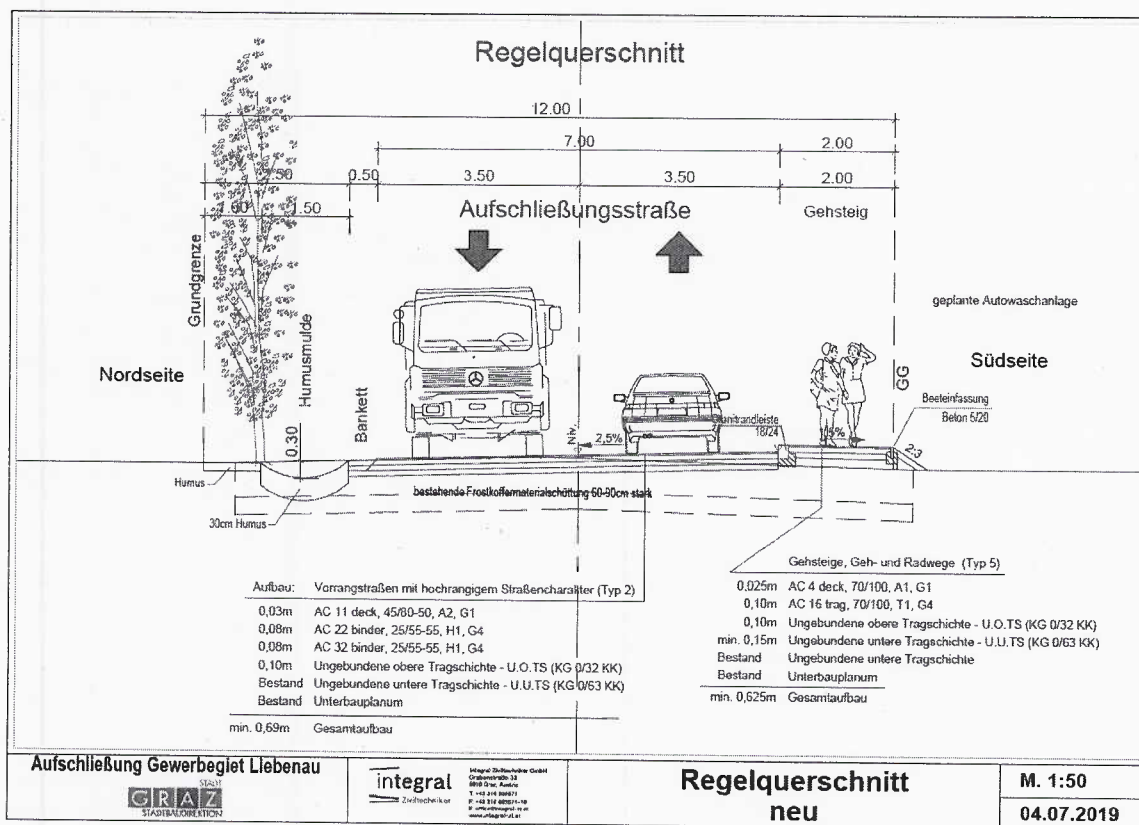 Regelquerschnitt
12.00
7.00
2.00
0.50
3.50
3.50
2.00
1.50
Aufschließungsstraße
Gehsteig
Grundgrenze
geplante Autowaschanlage
Nordseite
Humusmulde
Südseite
GG
Bankett
0.30
Niv.
2,5%
18/24
Beeteinfassung
Beton 5/20
2:3
Humus
30cm Humus
bestehende Frostkoffermaterialschüttung 60-90cm stark
Aufbau: Vorrangstraßen mit hochrangigem Straßencharakter (Typ 2)
0,03m AC 11 deck, 45/80-50, A2, G1
0,08m AC 22 binder, 25/55-55, H1, G4
0,08m AC 32 binder, 25/55-55, H1, G4
0,10m Ungebundene obere Tragschichte - U.O.TS (KG 0/32 KK)
Bestand Ungebundene untere Tragschichte - U.U.TS (KG 0/63 KK)
Bestand Unterbauplanum
min. 0,69m Gesamtaufbau
Gehsteige, Geh- und Radwege (Typ 5)
0,025m AC 4 deck, 70/100, A1, G1
0,10m AC 16 trag, 70/100, T1, G4
0,10m Ungebundene obere Tragschichte - U.O.TS (KG 0/32 KK)
min. 0,15m Ungebundene untere Tragschichte - U.U.TS (KG 0/63 KK)
Bestand Ungebundene untere Tragschichte
Bestand Unterbauplanum
min. 0,625m Gesamtaufbau
Aufschließung Gewerbegiet Liebenau
STADT
GRAZ
STADTBAUDIREKTION
integral
Zivltechniker
Regelquerschnitt
neu
M. 1:50
04.07.2019